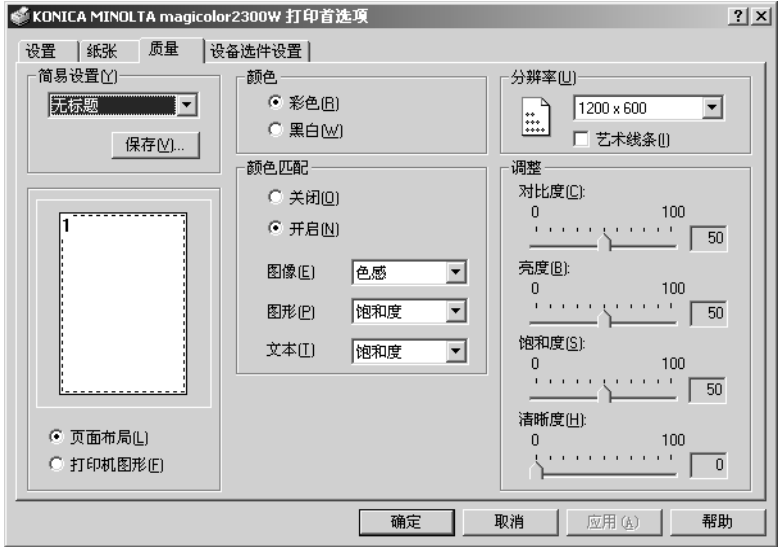 KONICA MINOLTA magicolor2300W 打印首选项
设置 纸张 质量 设备选件设置
简易设置(Y)
无标题
保存(V)...
1
页面布局(L)
打印机图形(F)
颜色
彩色(R)
黑白(W)
颜色匹配
关闭(O)
开启(N)
图像(E) 色感
图形(P) 饱和度
文本(T) 饱和度
分辨率(U)
1200 x 600
艺术线条(I)
调整
对比度(C):
0 100
50
亮度(B):
0 100
50
饱和度(S):
0 100
50
清晰度(H):
0 100
0
确定 取消 应用(A) 帮助